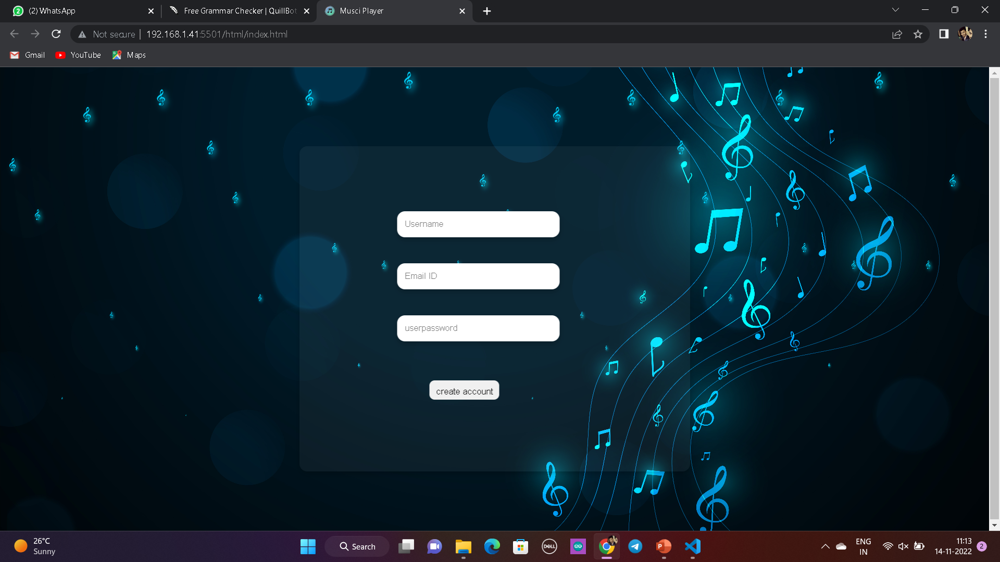 (2) WhatsApp
Free Grammar Checker | QuillBot
Musci Player
Not secure
192.168.1.41:5501/html/index.html
Gmail
YouTube
Maps
Username
Email ID
userpassword
create account
26°C
Sunny
Search
DELL
ENG
IN
11:13
14-11-2022
2